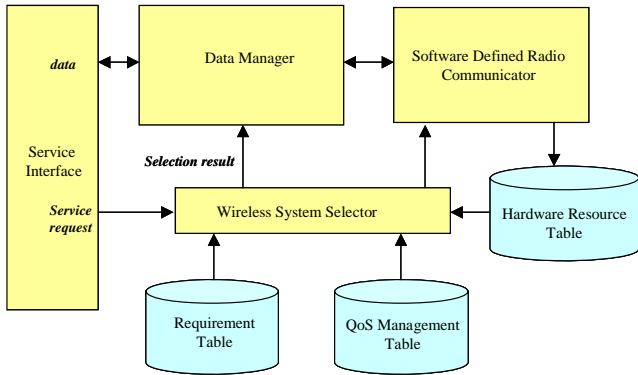 data
Data Manager
Software Defined Radio
Communicator
Service
Interface
Selection result
Service
request
Wireless System Selector
Hardware Resource
Table
Requirement
Table
QoS Management
Table